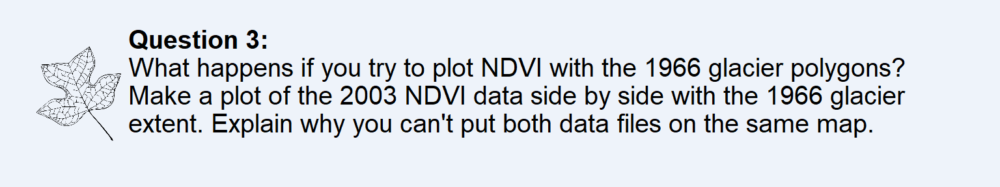 Question 3:
What happens if you try to plot NDVI with the 1966 glacier polygons?
Make a plot of the 2003 NDVI data side by side with the 1966 glacier
extent. Explain why you can't put both data files on the same map.